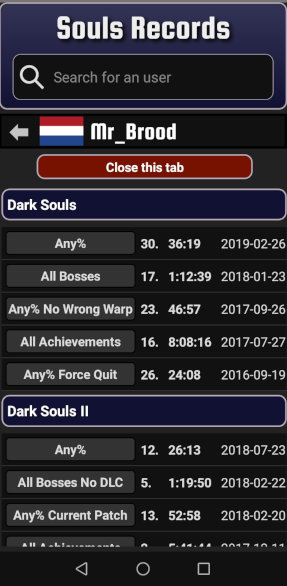 Souls Records
Search for an user
Mr_Brood
Close this tab
Dark Souls
Any% 30. 36:19 2019-02-26
All Bosses 17. 1:12:39 2018-01-23
Any% No Wrong Warp 23. 46:57 2017-09-26
All Achievements 16. 8:08:16 2017-07-27
Any% Force Quit 26. 24:08 2016-09-19
Dark Souls II
Any% 12. 26:13 2018-07-23
All Bosses No DLC 5. 1:19:50 2018-02-22
Any% Current Patch 13. 52:58 2018-02-20
All Achievements